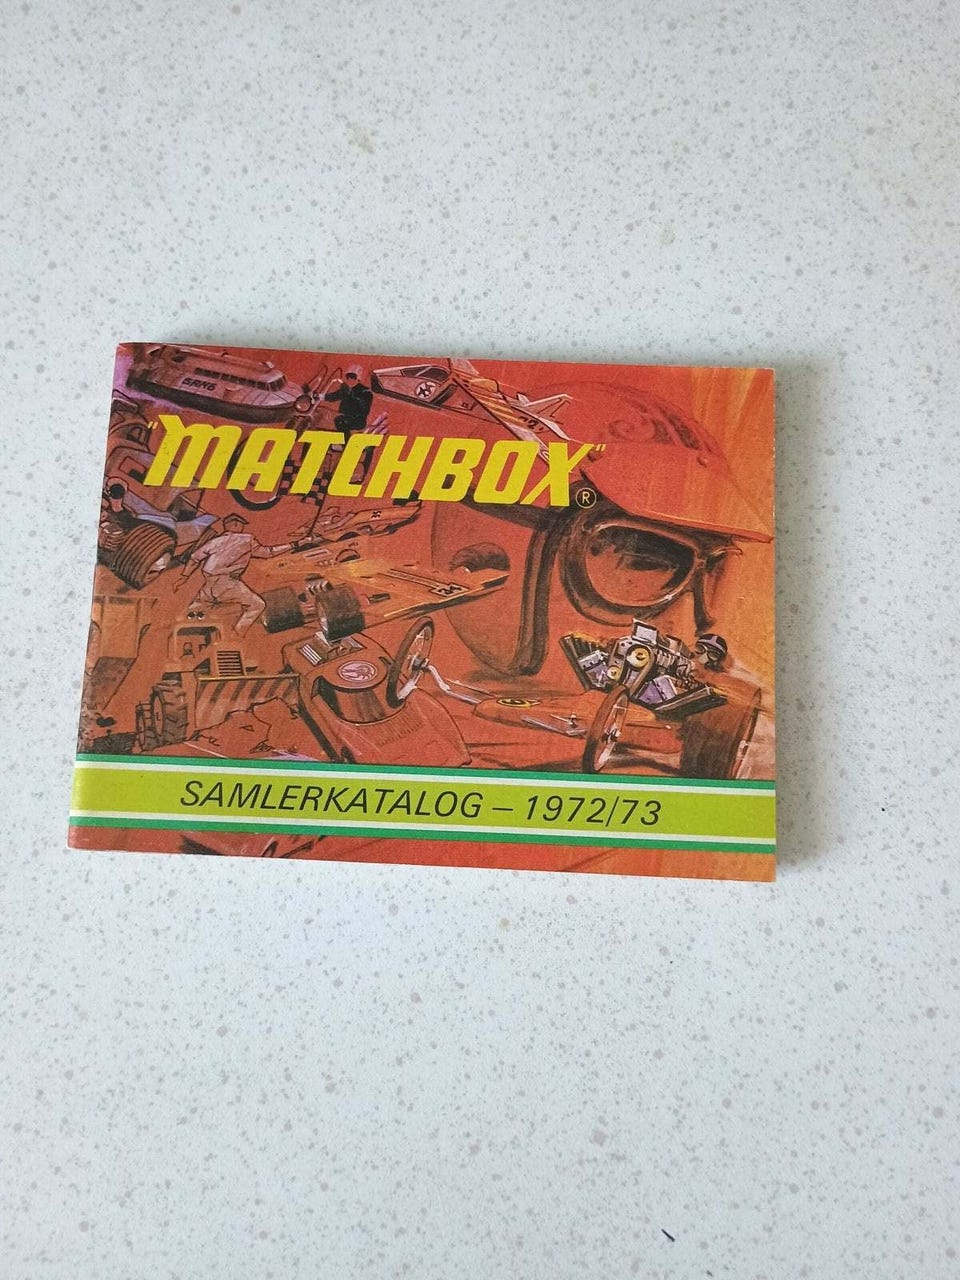 "MATCHBOX"®
SAMLERKATALOG – 1972/73